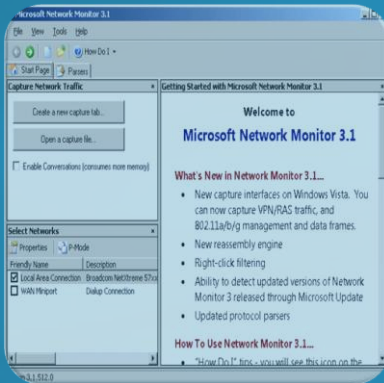 Microsoft Network Monitor 3.1
File View Tools Help
How Do I
Start Page Parsers
Capture Network Traffic
Create a new capture tab...
Open a capture file...
Enable Conversations (consumes more memory)
Select Networks
Properties P-Mode
Friendly Name Description
Local Area Connection Broadcom NetXtreme 57xx
WAN Miniport Dialup Connection
3.1.512.0
Getting Started with Microsoft Network Monitor 3.1
Welcome to
Microsoft Network Monitor 3.1
What's New in Network Monitor 3.1...
• New capture interfaces on Windows Vista. You
can now capture VPN/RAS traffic, and
802.11a/b/g management and data frames.
• New reassembly engine
• Right-click filtering
• Ability to detect updated versions of Network
Monitor 3 released through Microsoft Update
• Updated protocol parsers
How To Use Network Monitor 3.1...
• "How Do I" tips - you will see this icon on the